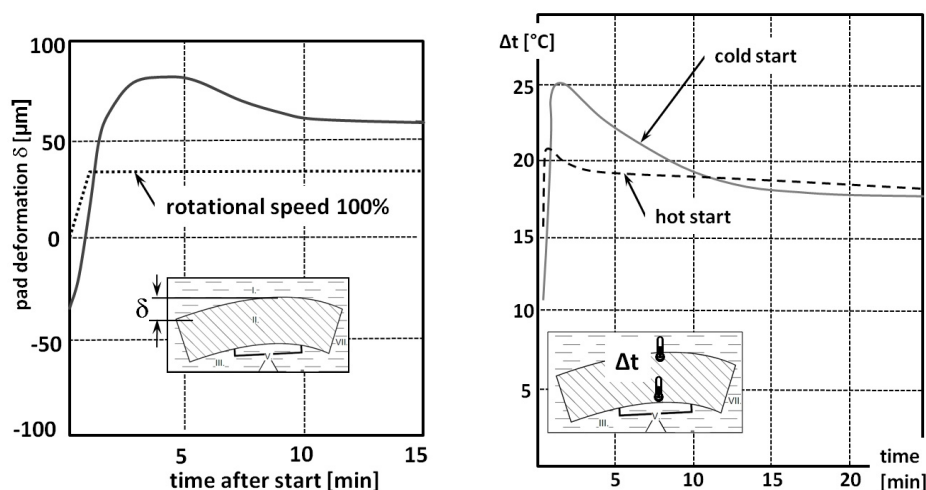 100
50
0
-50
-100
pad deformation δ [µm]
rotational speed 100%
δ
I.
II.
III.
V
VII.
5
10
15
time after start [min]
Δt [°C]
25
20
15
10
5
cold start
hot start
Δt
III.
V
VII.
5
10
15
20
time
[min]